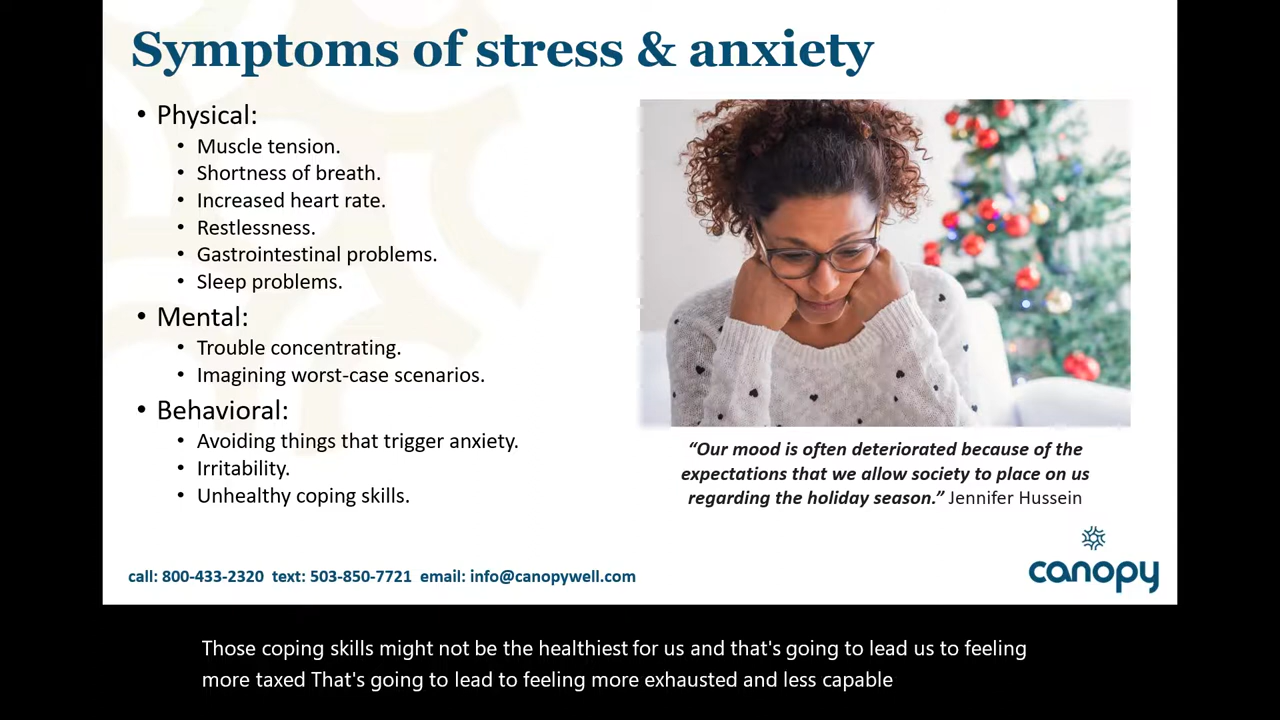 Symptoms of stress & anxiety
• Physical:
• Muscle tension.
• Shortness of breath.
• Increased heart rate.
• Restlessness.
• Gastrointestinal problems.
• Sleep problems.
• Mental:
• Trouble concentrating.
• Imagining worst-case scenarios.
• Behavioral:
• Avoiding things that trigger anxiety.
• Irritability.
• Unhealthy coping skills.
“Our mood is often deteriorated because of the
expectations that we allow society to place on us
regarding the holiday season.” Jennifer Hussein
call: 800-433-2320 text: 503-850-7721 email: info@canopywell.com
canopy
Those coping skills might not be the healthiest for us and that's going to lead us to feeling
more taxed That's going to lead to feeling more exhausted and less capable